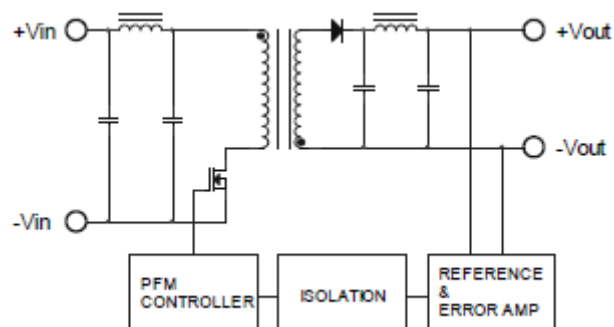 +Vin
+Vout
-Vout
-Vin
PFM
CONTROLLER
ISOLATION
REFERENCE
&
ERROR AMP